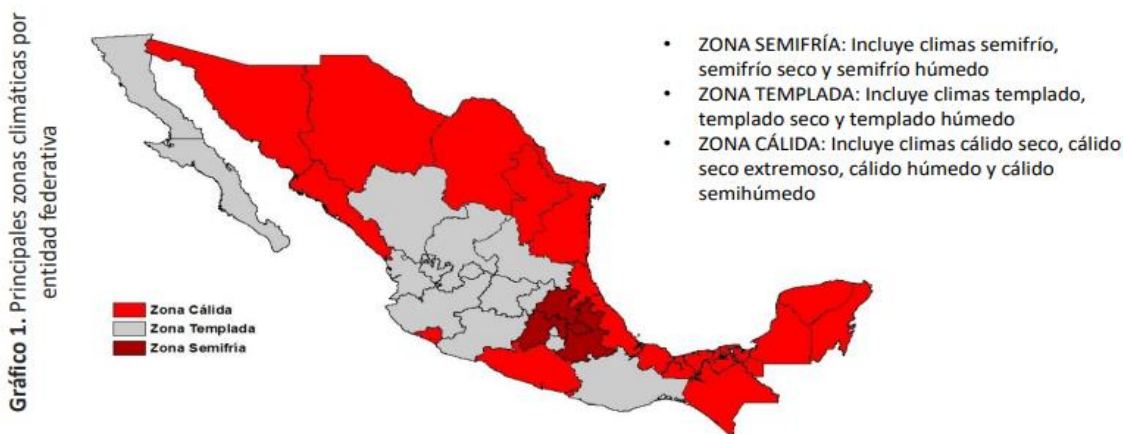 Gráfico 1. Principales zonas climáticas por
entidad federativa
• ZONA SEMIFRÍA: Incluye climas semifrío,
semifrío seco y semifrío húmedo
• ZONA TEMPLADA: Incluye climas templado,
templado seco y templado húmedo
• ZONA CÁLIDA: Incluye climas cálido seco, cálido
seco extremoso, cálido húmedo y cálido
semihúmedo
Zona Cálida
Zona Templada
Zona Semifría